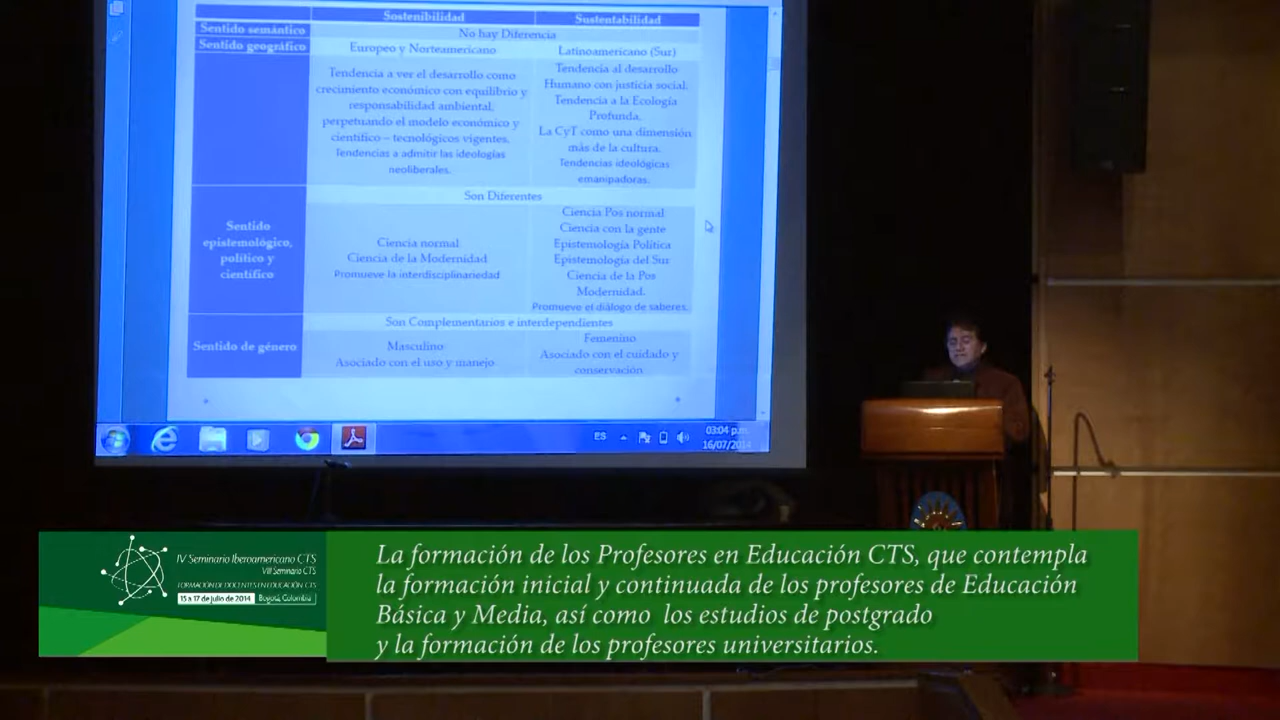 Sostenibilidad Sustentabilidad
Sentido semántico No hay Diferencia
Sentido geográfico Europeo y Norteamericano Latinoamericano (Sur)
Tendencia a ver el desarrollo como
crecimiento económico con equilibrio y
responsabilidad ambiental,
perpetuando el modelo económico y
científico – tecnológicos vigentes.
Tendencias a admitir las ideologías
neoliberales.
Tendencia al desarrollo
Humano con justicia social.
Tendencia a la Ecología
Profunda.
La CyT como una dimensión
más de la cultura.
Tendencias ideológicas
emanipadoras.
Son Diferentes
Sentido
epistemológico,
político y
científico
Ciencia normal
Ciencia de la Modernidad
Promueve la interdisciplinariedad
Ciencia Pos normal
Ciencia con la gente
Epistemología Política
Epistemología del Sur
Ciencia de la Pos
Modernidad.
Promueve el diálogo de saberes.
Son Complementarios e interdependientes
Sentido de género
Masculino
Asociado con el uso y manejo
Femenino
Asociado con el cuidado y
conservación
ES
03:04 p.m.
16/07/2014
IV Seminario Iberoamericano CTS
VIII Seminario CTS
FORMACIÓN DE DOCENTES EN EDUCACIÓN CTS
15 a 17 de julio de 2014 Bogotá, Colombia
La formación de los Profesores en Educación CTS, que contempla
la formación inicial y continuada de los profesores de Educación
Básica y Media, así como los estudios de postgrado
y la formación de los profesores universitarios.